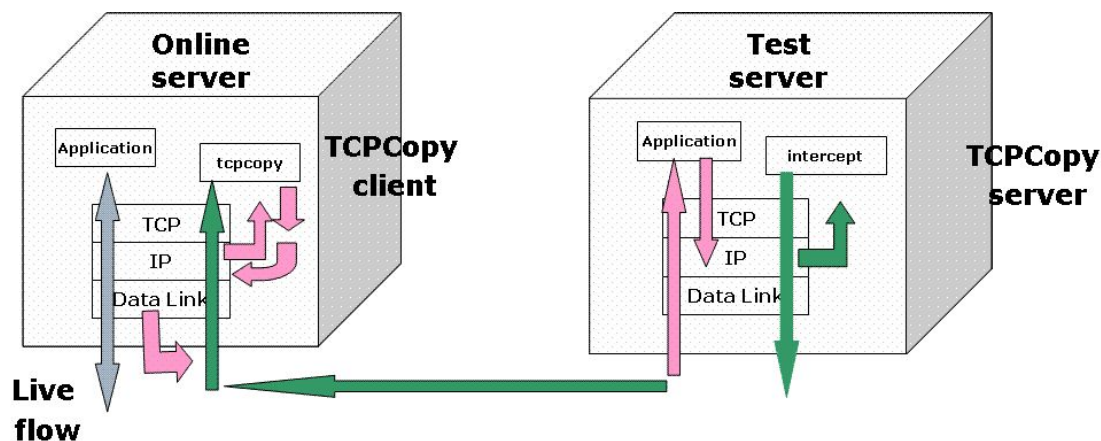 Online
server
Test
server
Application
tcpcopy
TCPCopy
client
TCP
IP
Data Link
Live
flow
Application
intercept
TCPCopy
server
TCP
IP
Data Link